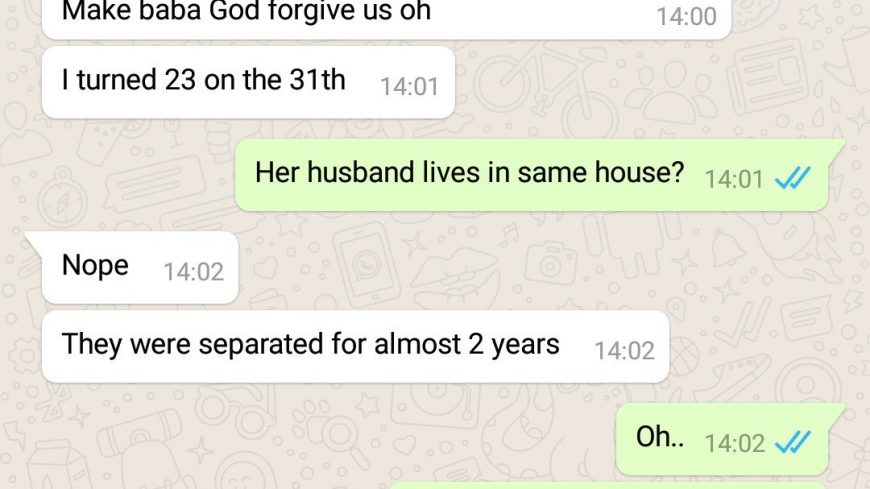 Make baba God forgive us oh 14:00
I turned 23 on the 31th 14:01
Her husband lives in same house? 14:01
Nope 14:02
They were separated for almost 2 years 14:02
Oh.. 14:02